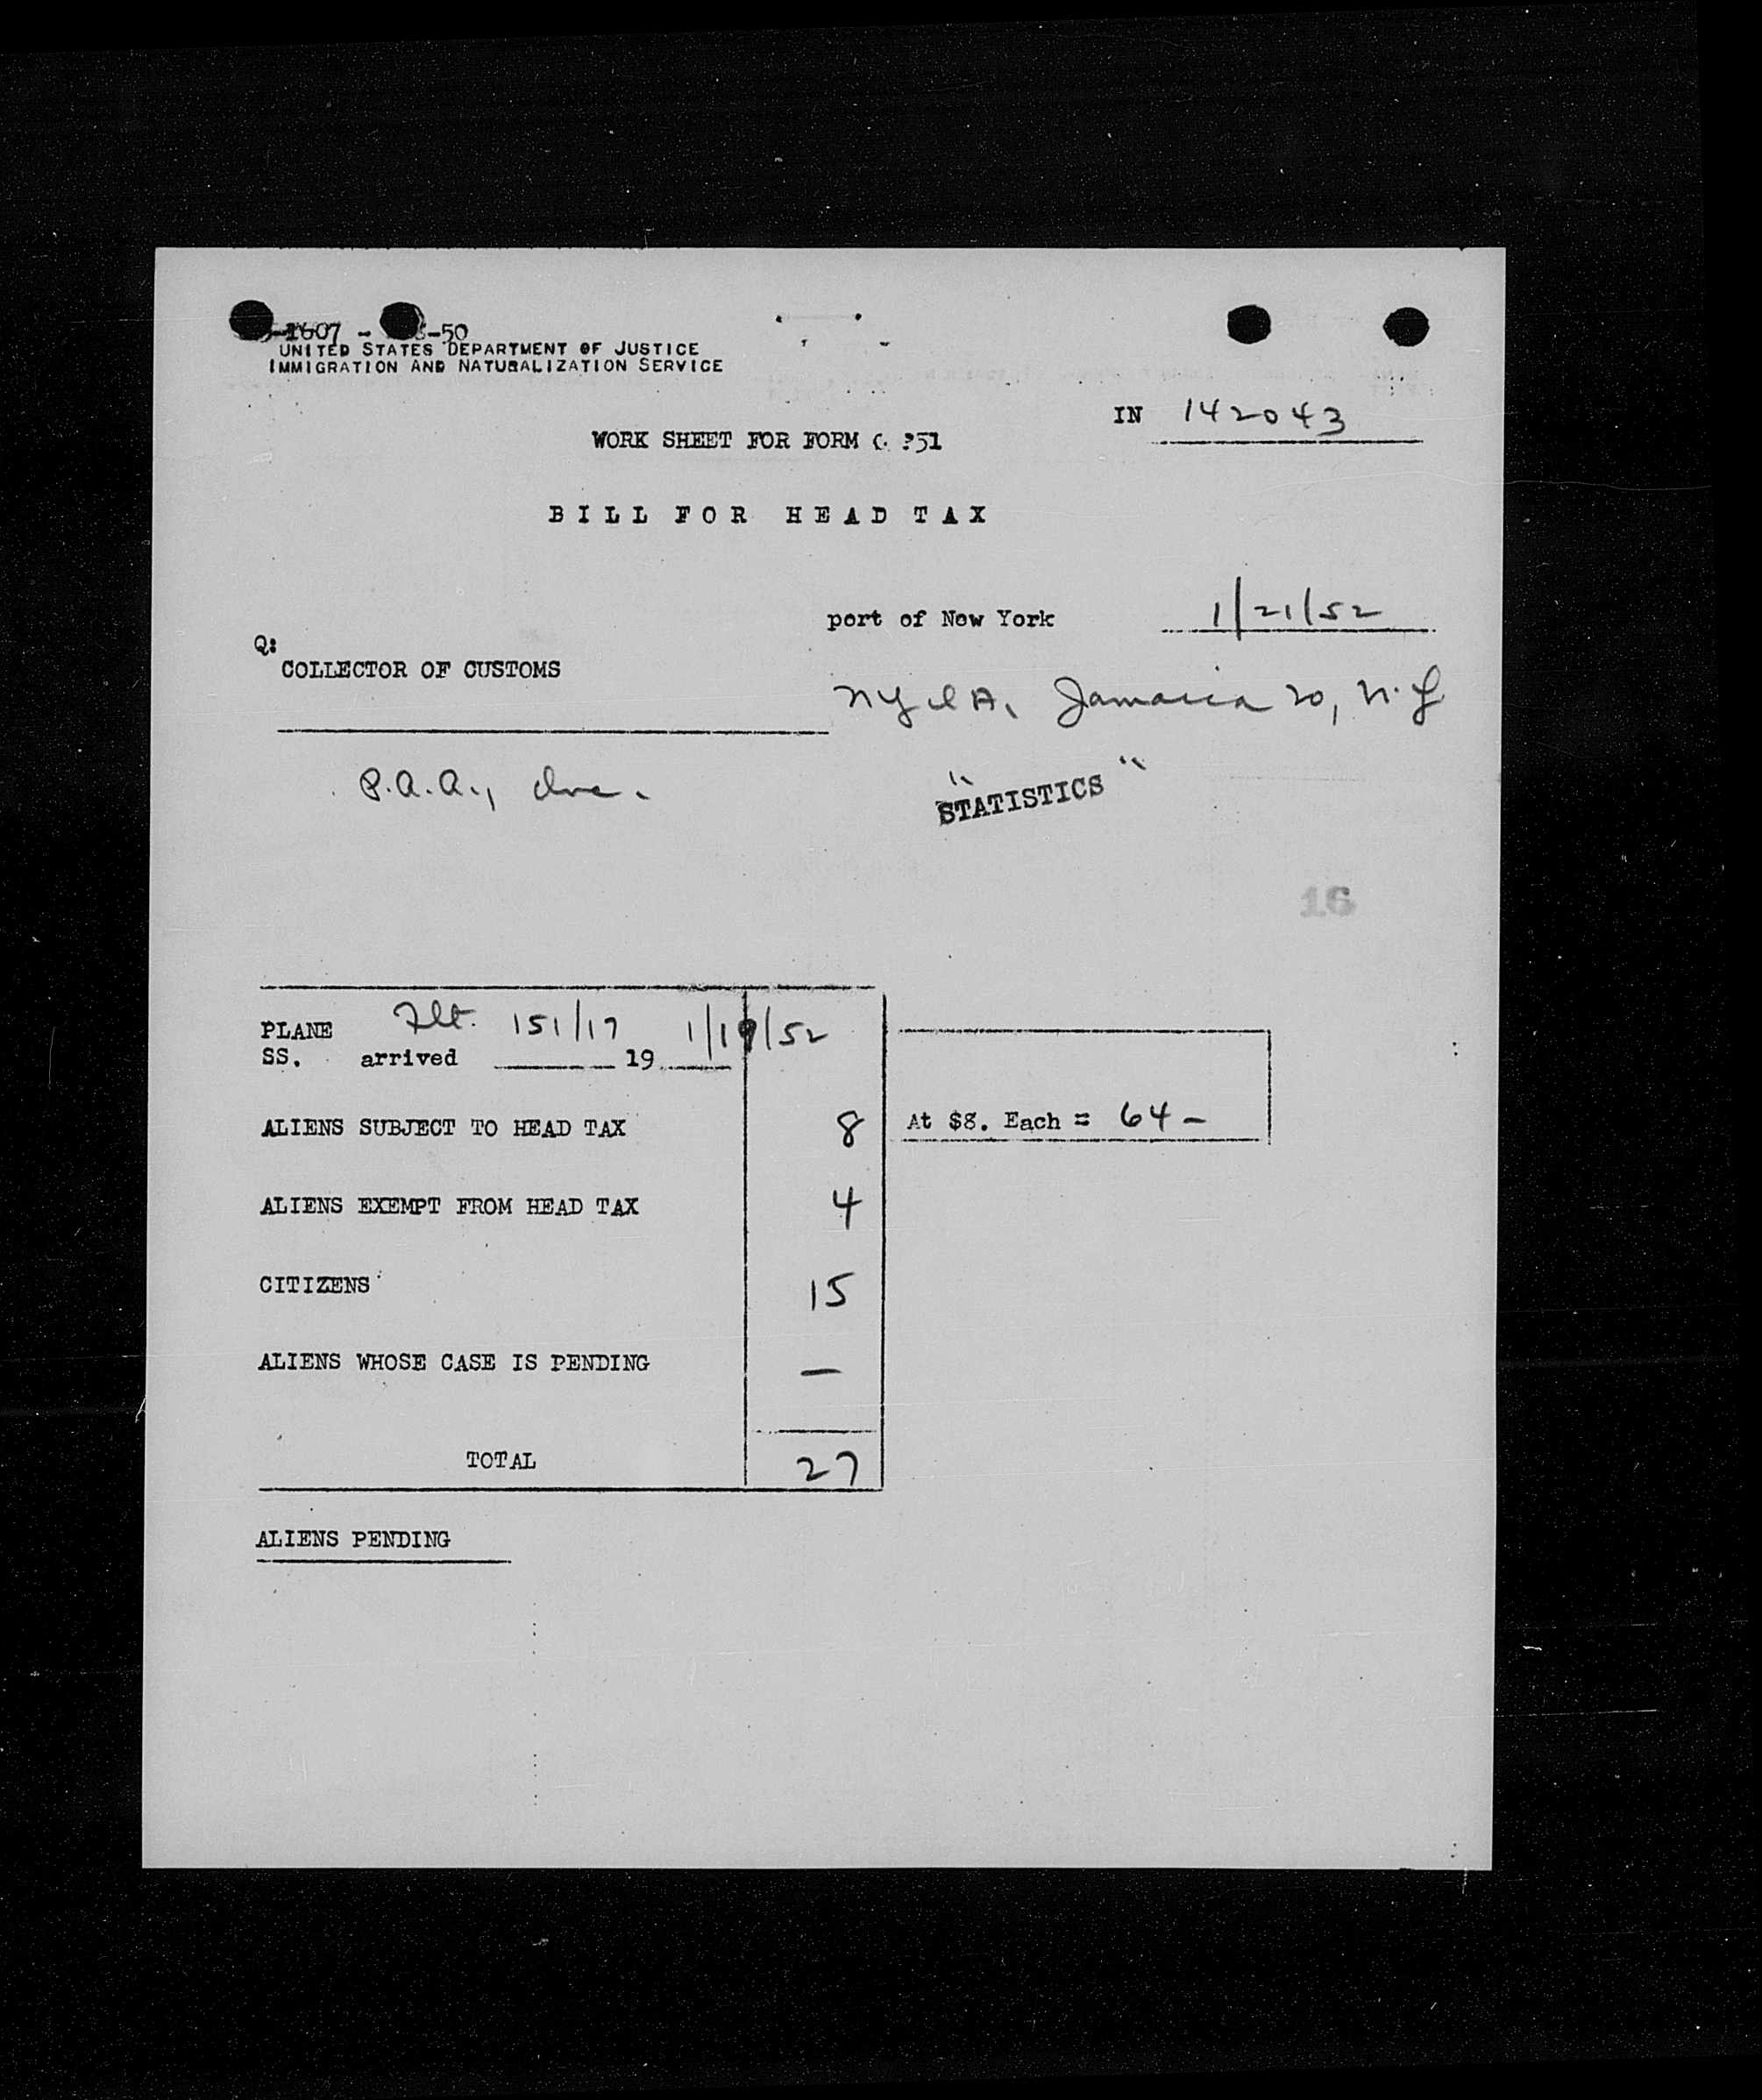 -1607 - -50
UNITED STATES DEPARTMENT OF JUSTICE
IMMIGRATION AND NATURALIZATION SERVICE
IN 142043
WORK SHEET FOR FORM 51
BILL FOR HEAD TAX
port of New York 1/21/52
Q:
COLLECTOR OF CUSTOMS
NYIA, Jamaica 20, N.Y
P.A.A., Inc.
"STATISTICS"
16
PLANE Flt. 151/17 1/19/52
SS. arrived 19
ALIENS SUBJECT TO HEAD TAX 8 At $8. Each = 64-
ALIENS EXEMPT FROM HEAD TAX 4
CITIZENS 15
ALIENS WHOSE CASE IS PENDING —
TOTAL 27
ALIENS PENDING